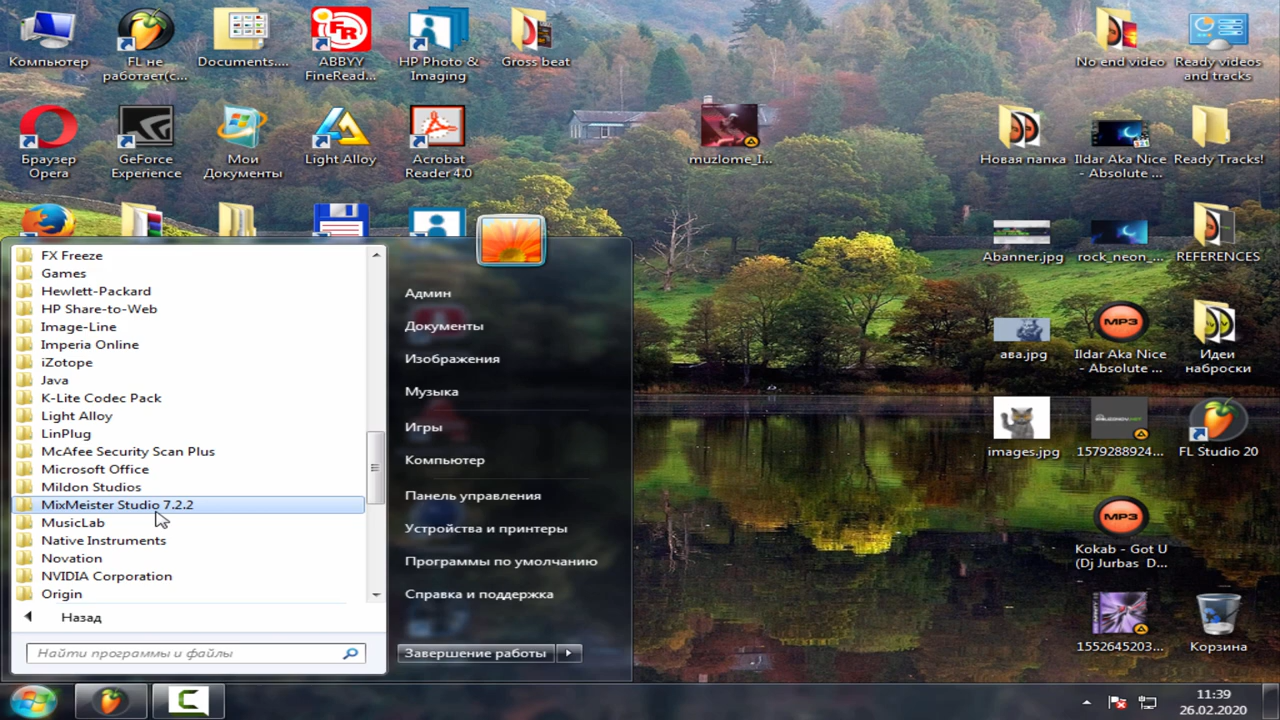 Компьютер
FL не
работает(с...
Documents....
ABBYY
FineRead...
HP Photo &
Imaging
Gross beat
No end video
Ready videos
and tracks
Браузер
Opera
GeForce
Experience
Мои
Документы
Light Alloy
Acrobat
Reader 4.0
muzlome_I...
Новая папка
Ildar Aka Nice
- Absolute ...
Ready Tracks!
Abanner.jpg
rock_neon_...
REFERENCES
ава.jpg
MP3
Ildar Aka Nice
- Absolute ...
Идеи
наброски
images.jpg
1579288924...
FL Studio 20
MP3
Kokab - Got U
(Dj Jurbas D...
1552645203...
Корзина
FX Freeze
Games
Hewlett-Packard
HP Share-to-Web
Image-Line
Imperia Online
iZotope
Java
K-Lite Codec Pack
Light Alloy
LinPlug
McAfee Security Scan Plus
Microsoft Office
Mildon Studios
MixMeister Studio 7.2.2
MusicLab
Native Instruments
Novation
NVIDIA Corporation
Origin
Назад
Найти программы и файлы
Админ
Документы
Изображения
Музыка
Игры
Компьютер
Панель управления
Устройства и принтеры
Программы по умолчанию
Справка и поддержка
Завершение работы
11:39
26.02.2020